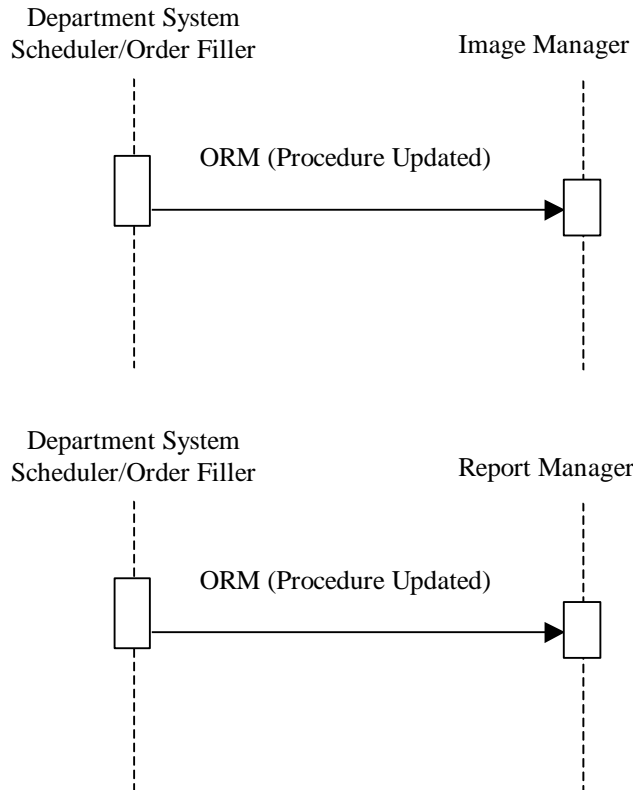 Department System
Scheduler/Order Filler
Image Manager
ORM (Procedure Updated)
Department System
Scheduler/Order Filler
Report Manager
ORM (Procedure Updated)